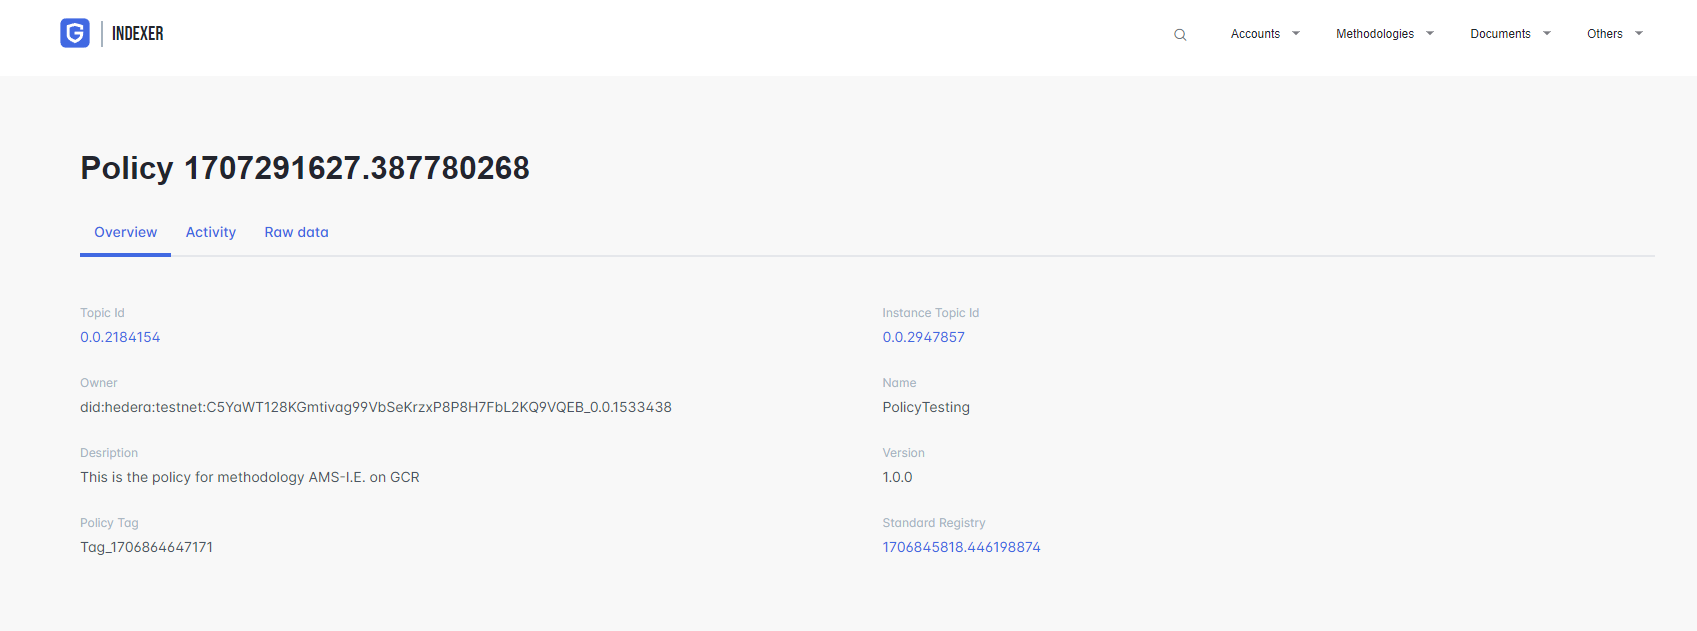 INDEXER
Accounts Methodologies Documents Others
Policy 1707291627.387780268
Overview Activity Raw data
Topic Id
0.0.2184154
Instance Topic Id
0.0.2947857
Owner
did:hedera:testnet:C5YaWT128KGmtivag99VbSeKrzxP8P8H7FbL2KQ9VQEB_0.0.1533438
Name
PolicyTesting
Desription
This is the policy for methodology AMS-I.E. on GCR
Version
1.0.0
Policy Tag
Tag_1706864647171
Standard Registry
1706845818.446198874